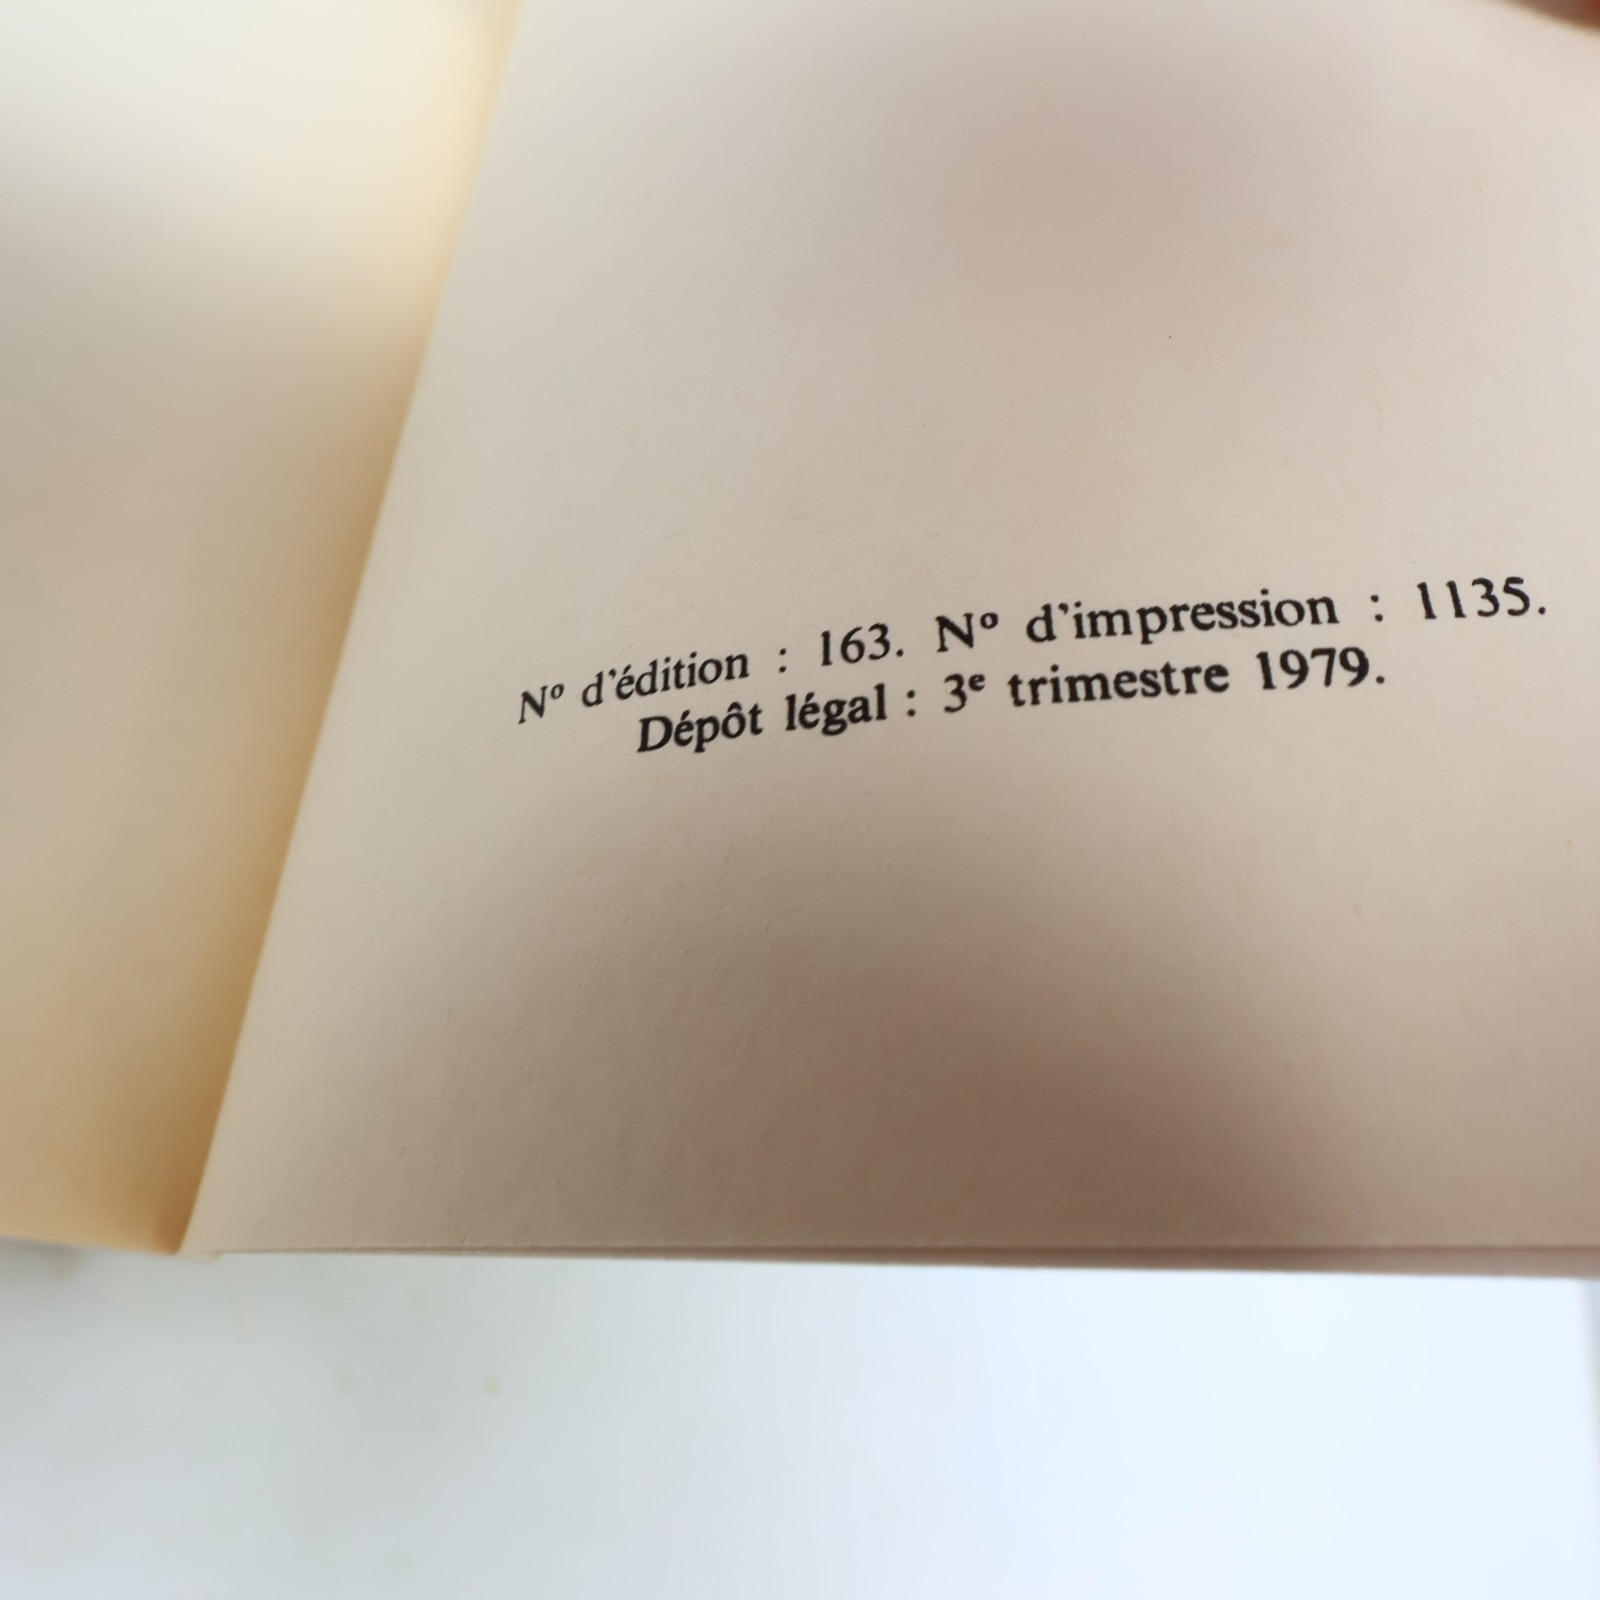 Nº d'édition : 163. Nº d'impression : 1135.
Dépôt légal : 3ᵉ trimestre 1979.